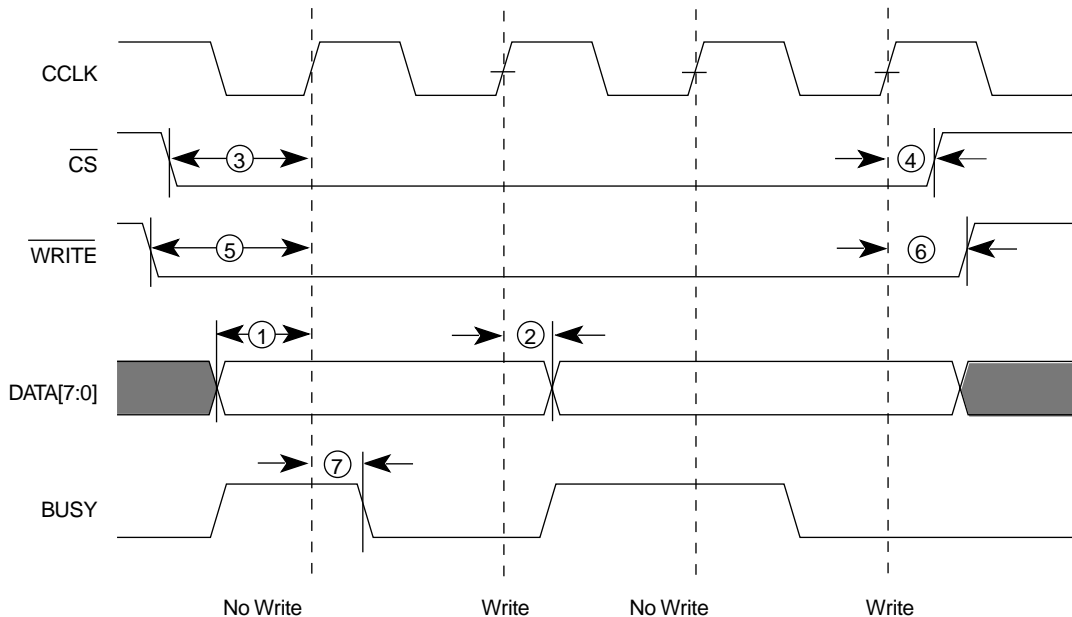 CCLK
CS
③
④
WRITE
⑤
⑥
①
②
DATA[7:0]
⑦
BUSY
No Write Write No Write Write